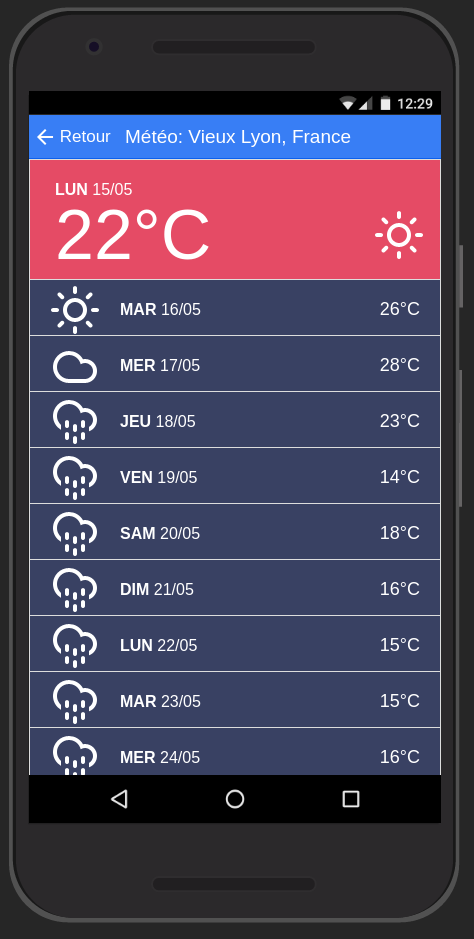 12:29
Retour Météo: Vieux Lyon, France
LUN 15/05
22°C
MAR 16/05 26°C
MER 17/05 28°C
JEU 18/05 23°C
VEN 19/05 14°C
SAM 20/05 18°C
DIM 21/05 16°C
LUN 22/05 15°C
MAR 23/05 15°C
MER 24/05 16°C